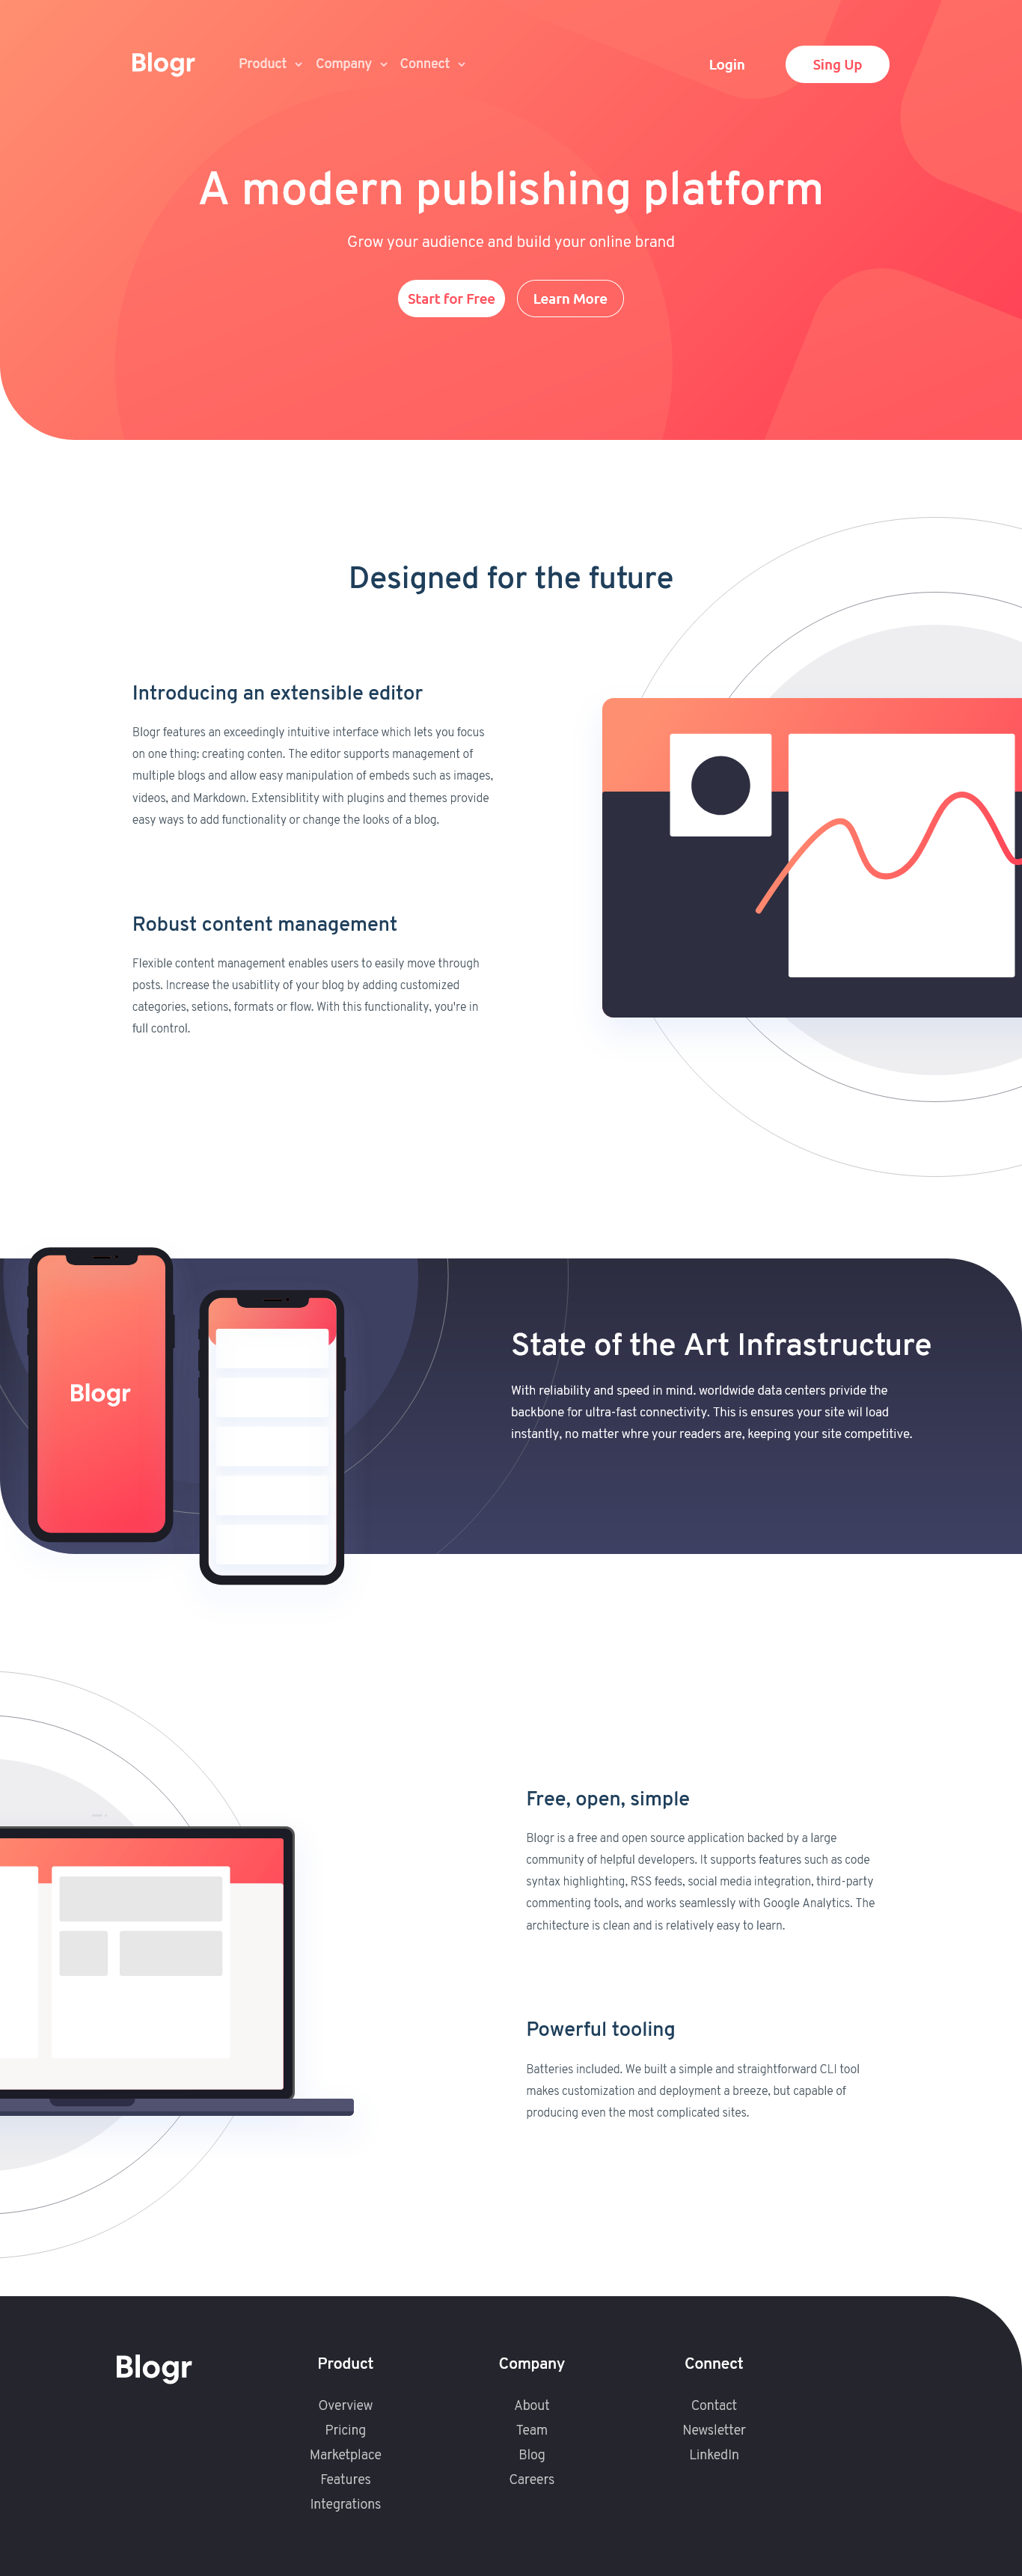 Blogr Product Company Connect Login Sing Up
A modern publishing platform
Grow your audience and build your online brand
Start for Free Learn More
Designed for the future
Introducing an extensible editor
Blogr features an exceedingly intuitive interface which lets you focus
on one thing: creating conten. The editor supports management of
multiple blogs and allow easy manipulation of embeds such as images,
videos, and Markdown. Extensiblitity with plugins and themes provide
easy ways to add functionality or change the looks of a blog.
Robust content management
Flexible content management enables users to easily move through
posts. Increase the usabitliy of your blog by adding customized
categories, setions, formats or flow. With this functionality, you're in
full control.
Blogr
State of the Art Infrastructure
With reliability and speed in mind. worldwide data centers privide the
backbone for ultra-fast connectivity. This is ensures your site wil load
instantly, no matter whre your readers are, keeping your site competitive.
Free, open, simple
Blogr is a free and open source application backed by a large
community of helpful developers. It supports features such as code
syntax highlighting, RSS feeds, social media integration, third-party
commenting tools, and works seamlessly with Google Analytics. The
architecture is clean and is relatively easy to learn.
Powerful tooling
Batteries included. We built a simple and straightforward CLI tool
makes customization and deployment a breeze, but capable of
producing even the most complicated sites.
Blogr
Product
Overview
Pricing
Marketplace
Features
Integrations
Company
About
Team
Blog
Careers
Connect
Contact
Newsletter
LinkedIn